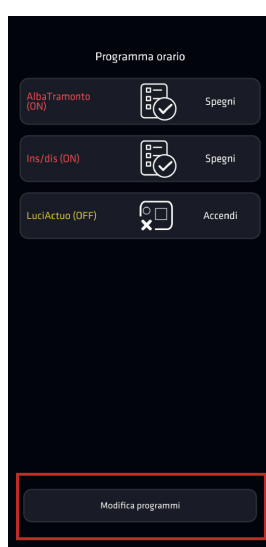 Programma orario
AlbaTramonto
(ON)
Spegni
Ins/dis (ON)
Spegni
LuciActuo (OFF)
Accendi
Modifica programmi